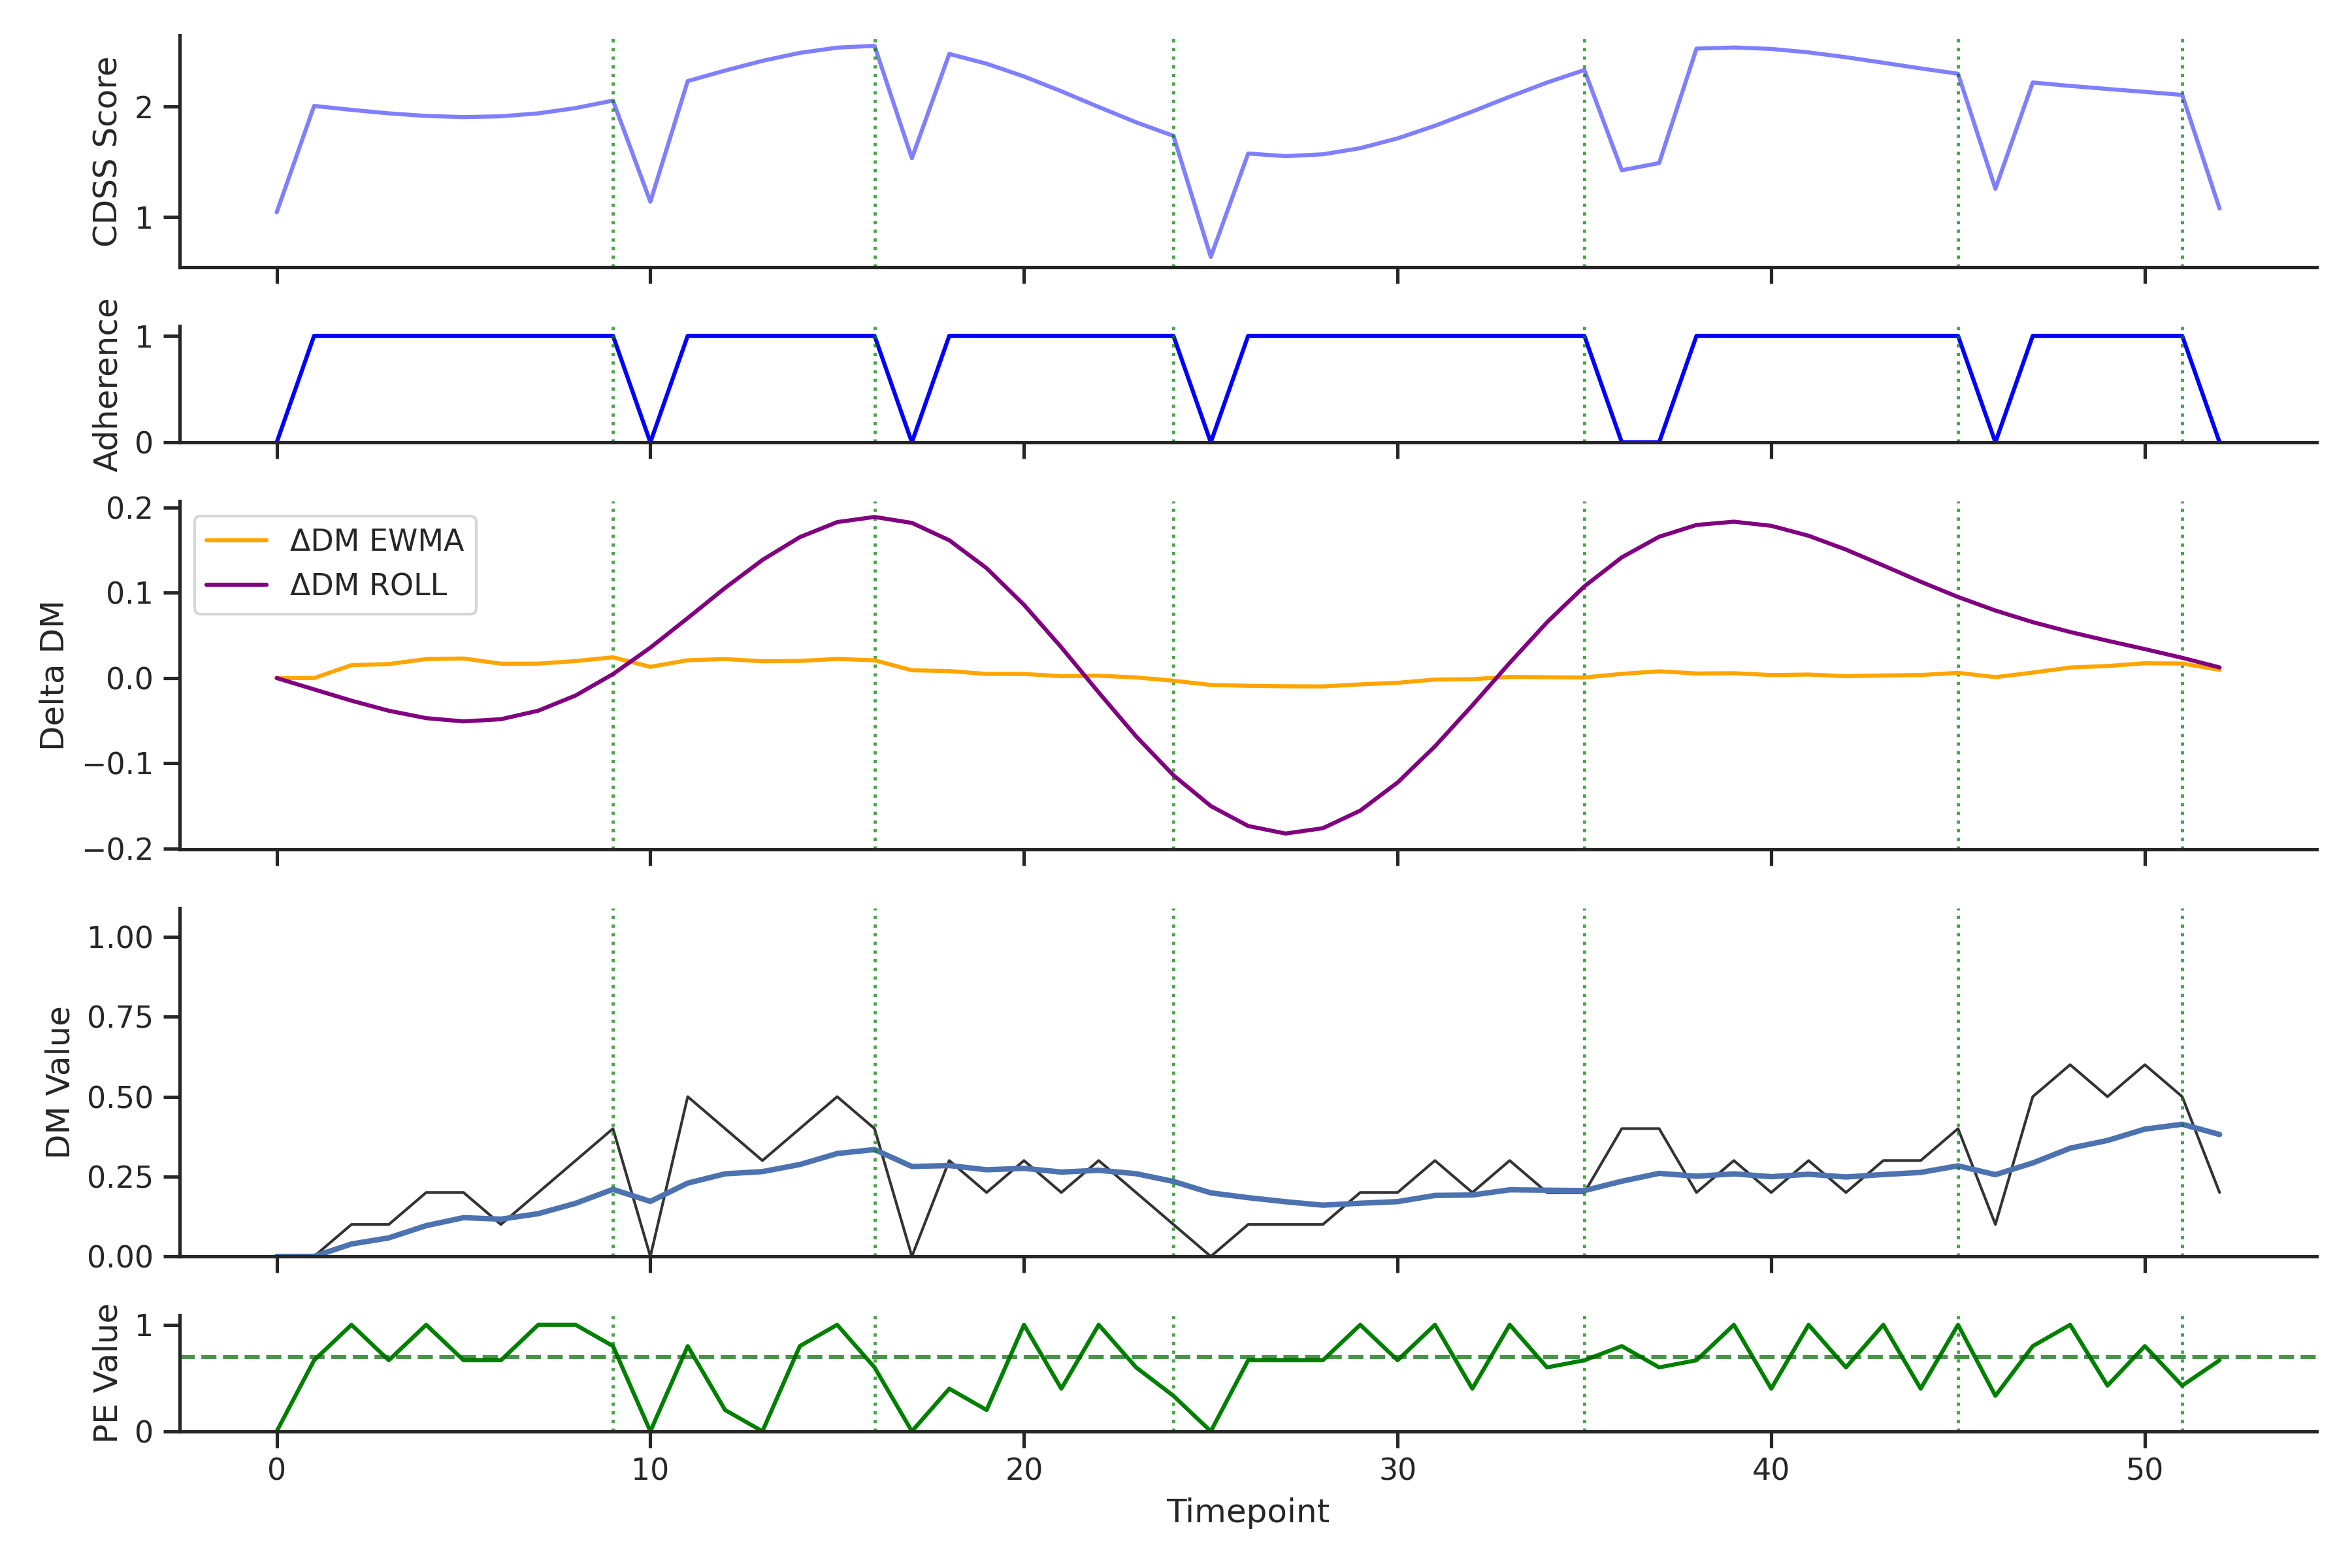 CDSS Score
2
1
Adherence
1
0
Delta DM
0.2
0.1
0.0
−0.1
−0.2
ΔDM EWMA
ΔDM ROLL
DM Value
1.00
0.75
0.50
0.25
0.00
PE Value
1
0
0 10 20 30 40 50
Timepoint